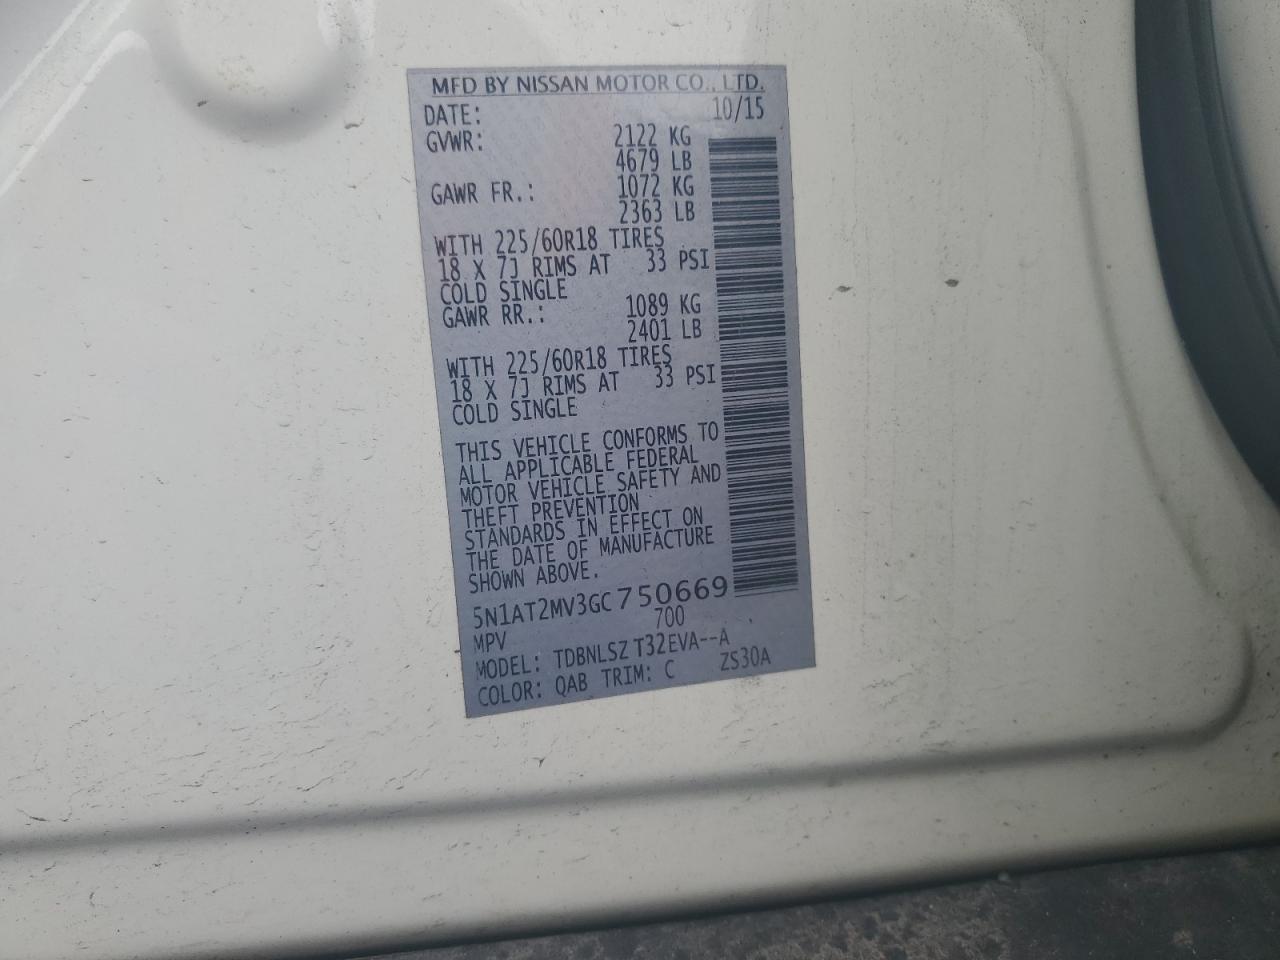 MFD BY NISSAN MOTOR CO., LTD.
DATE: 10/15
GVWR: 2122 KG
4679 LB
GAWR FR.: 1072 KG
2363 LB
WITH 225/60R18 TIRES
18 X 7J RIMS AT 33 PSI
COLD SINGLE
GAWR RR.: 1089 KG
2401 LB
WITH 225/60R18 TIRES
18 X 7J RIMS AT 33 PSI
COLD SINGLE
THIS VEHICLE CONFORMS TO
ALL APPLICABLE FEDERAL
MOTOR VEHICLE SAFETY AND
THEFT PREVENTION
STANDARDS IN EFFECT ON
THE DATE OF MANUFACTURE
SHOWN ABOVE.
5N1AT2MV3GC750669
MPV 700
MODEL: TDBNLSZ T32EVA--A
COLOR: QAB TRIM: C ZS30A